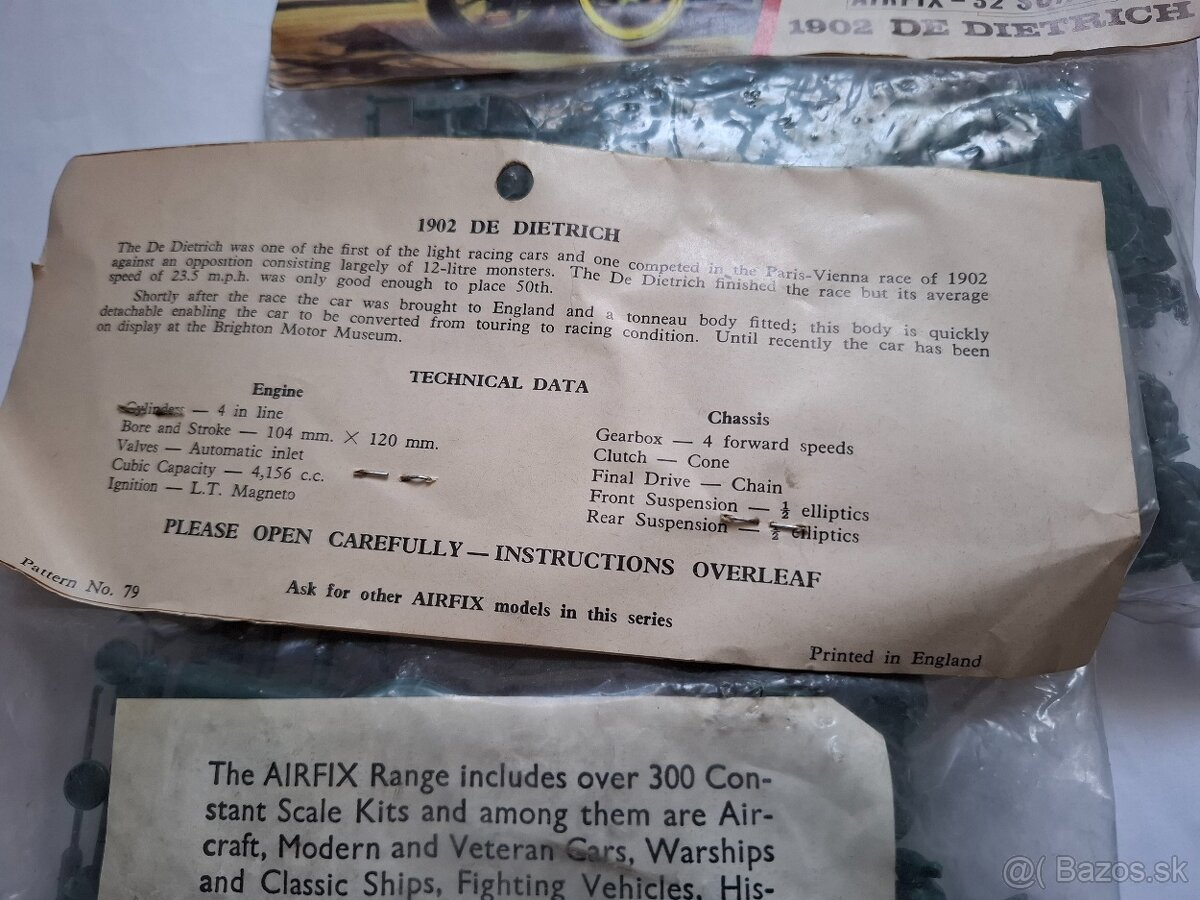 AIRFIX - 32
1902 DE DIETRICH
1902 DE DIETRICH
The De Dietrich was one of the first of the light racing cars and one competed in the Paris-Vienna race of 1902
against an opposition consisting largely of 12-litre monsters. The De Dietrich finished the race but its average
speed of 23.5 m.p.h. was only good enough to place 50th.
Shortly after the race the car was brought to England and a tonneau body fitted; this body is quickly
detachable enabling the car to be converted from touring to racing condition. Until recently the car has been
on display at the Brighton Motor Museum.
TECHNICAL DATA
Engine
Cylinders — 4 in line
Bore and Stroke — 104 mm. × 120 mm.
Valves — Automatic inlet
Cubic Capacity — 4,156 c.c.
Ignition — L.T. Magneto
Chassis
Gearbox — 4 forward speeds
Clutch — Cone
Final Drive — Chain
Front Suspension — ½ elliptics
Rear Suspension — ½ elliptics
PLEASE OPEN CAREFULLY — INSTRUCTIONS OVERLEAF
Pattern No. 79
Ask for other AIRFIX models in this series
Printed in England
The AIRFIX Range includes over 300 Con-
stant Scale Kits and among them are Air-
craft, Modern and Veteran Cars, Warships
and Classic Ships, Fighting Vehicles, His-
@( Bazos.sk